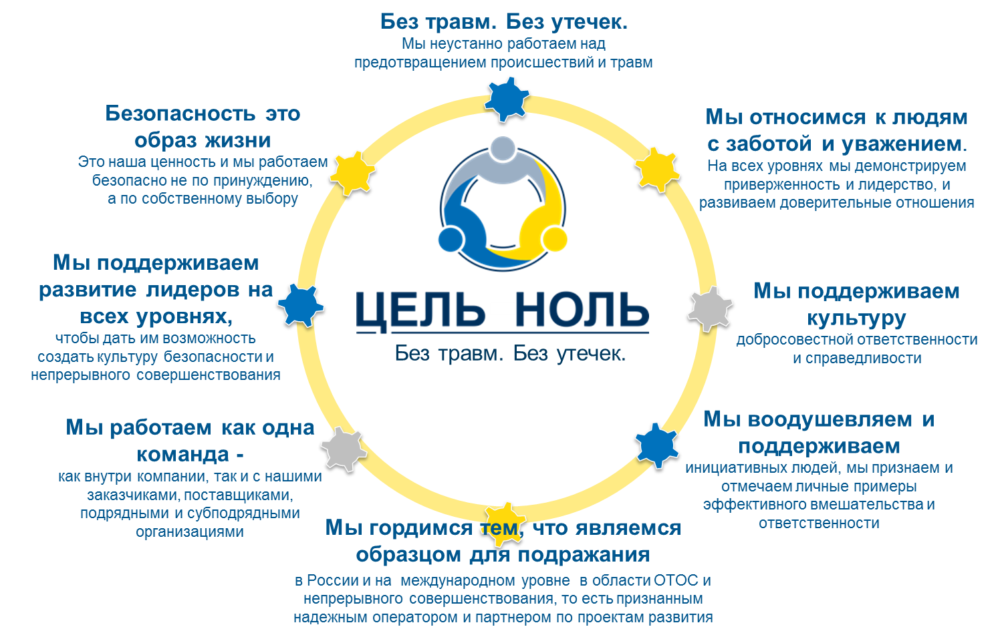 Без травм. Без утечек.
Мы неустанно работаем над
предотвращением происшествий и травм
Мы относимся к людям
с заботой и уважением.
На всех уровнях мы демонстрируем
приверженность и лидерство, и
развиваем доверительные отношения
Мы поддерживаем
культуру
добросовестной ответственности
и справедливости
Мы воодушевляем и
поддерживаем
инициативных людей, мы признаем и
отмечаем личные примеры
эффективного вмешательства и
ответственности
Мы гордимся тем, что являемся
образцом для подражания
в России и на международном уровне в области ОТОС и
непрерывного совершенствования, то есть признанным
надежным оператором и партнером по проектам развития
Мы работаем как одна
команда -
как внутри компании, так и с нашими
заказчиками, поставщиками,
подрядными и субподрядными
организациями
Мы поддерживаем
развитие лидеров на
всех уровнях,
чтобы дать им возможность
создать культуру безопасности и
непрерывного совершенствования
Безопасность это
образ жизни
Это наша ценность и мы работаем
безопасно не по принуждению,
а по собственному выбору
ЦЕЛЬ НОЛЬ
Без травм. Без утечек.